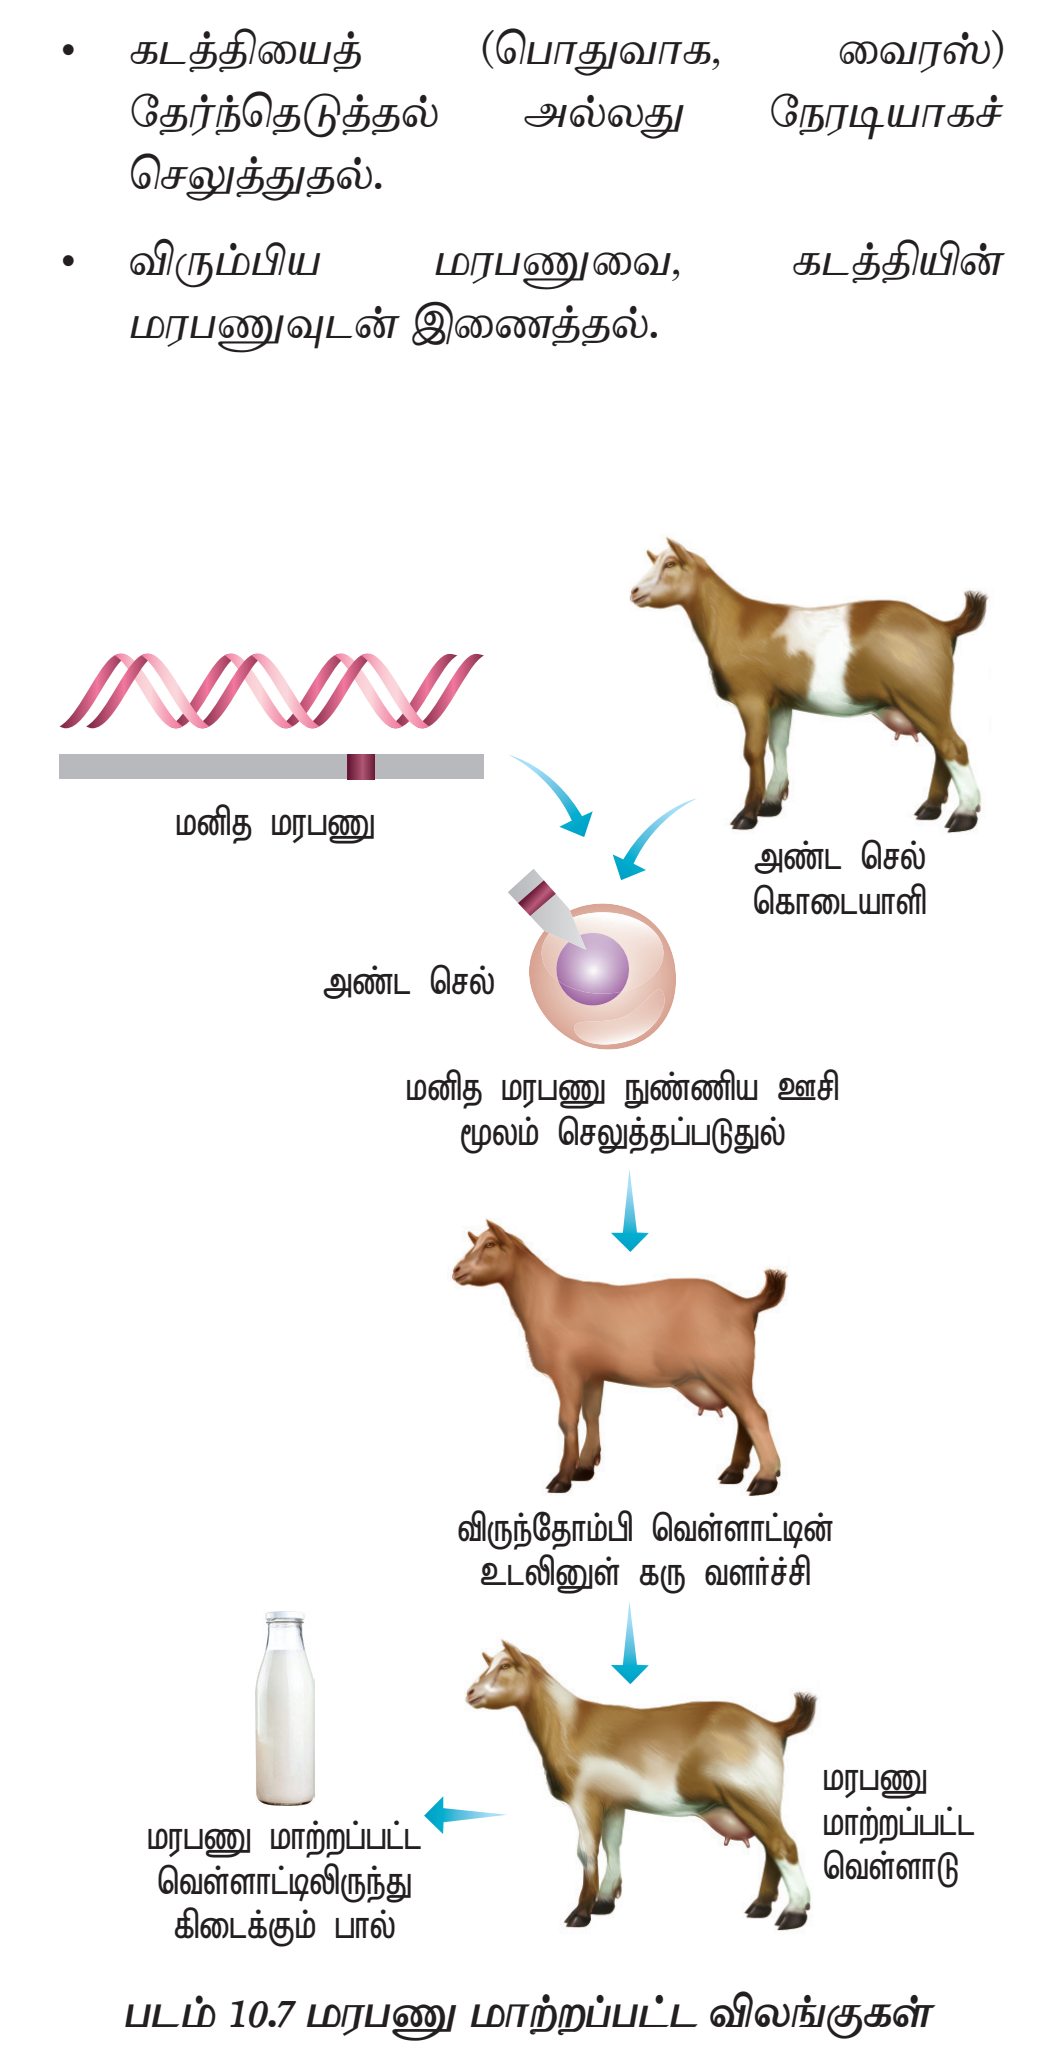 • கடத்தியைத் (பொதுவாக, வைரஸ்)
தேர்ந்தெடுத்தல் அல்லது நேரடியாகச்
செலுத்துதல்.
• விரும்பிய மரபணுவை, கடத்தியின்
மரபணுவுடன் இணைத்தல்.
மனித மரபணு
அண்ட செல்
கொடையாளி
அண்ட செல்
மனித மரபணு நுண்ணிய ஊசி
மூலம் செலுத்தப்படுதுல்
விருந்தோம்பி வெள்ளாட்டின்
உடலினுள் கரு வளர்ச்சி
மரபணு
மாற்றப்பட்ட
வெள்ளாடு
மரபணு மாற்றப்பட்ட
வெள்ளாட்டிலிருந்து
கிடைக்கும் பால்
படம் 10.7 மரபணு மாற்றப்பட்ட விலங்குகள்